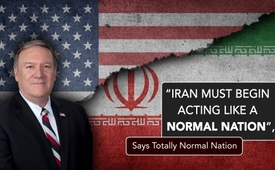 "IRAN MUST BEGIN
ACTING LIKE A
NORMAL NATION",
Says Totally Normal Nation